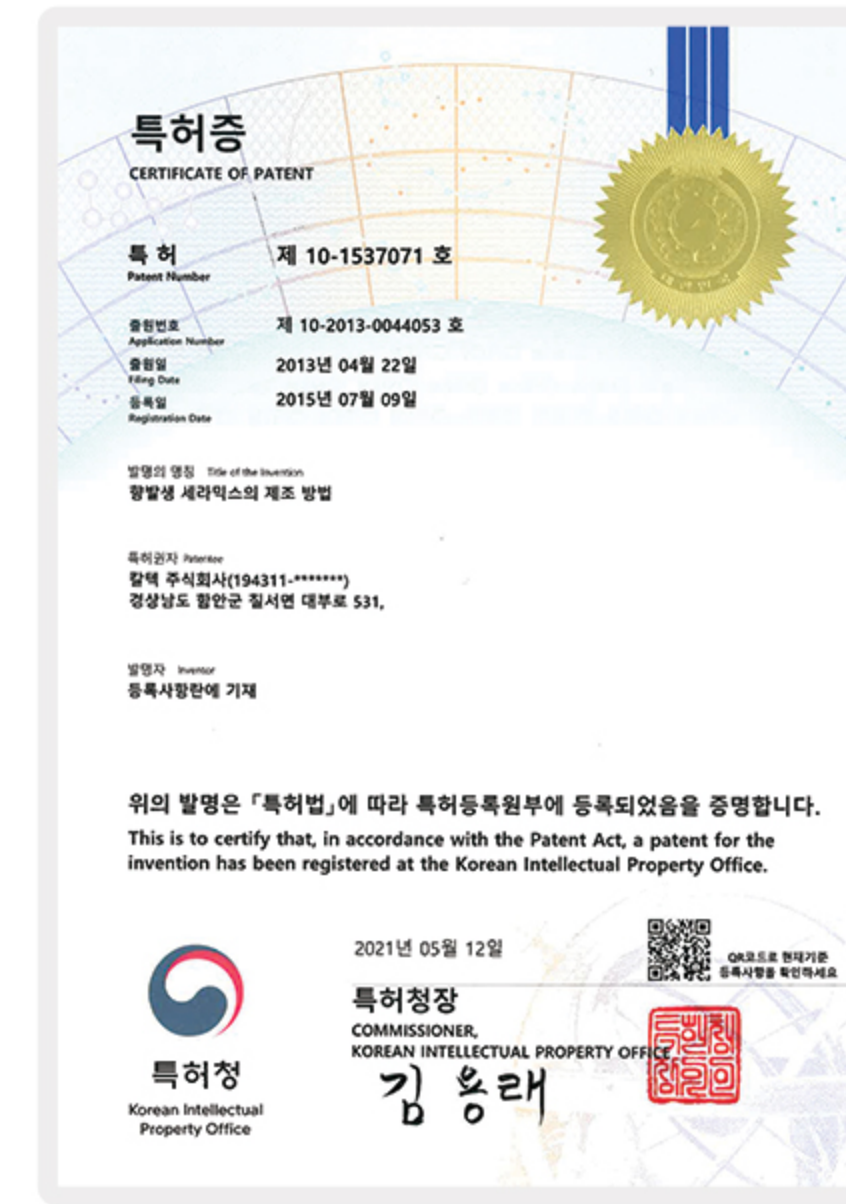 특허증
CERTIFICATE OF PATENT
특 허 제 10-1537071 호
Patent Number
출원번호 제 10-2013-0044053 호
Application Number
출원일 2013년 04월 22일
Filing Date
등록일 2015년 07월 09일
Registration Date
발명의 명칭 Title of the Invention
향발생 세라믹스의 제조 방법
특허권자 Patentee
칼텍 주식회사(194311-*******)
경상남도 함안군 칠서면 대부로 531,
발명자 Inventor
등록사항란에 기재
위의 발명은 「특허법」에 따라 특허등록원부에 등록되었음을 증명합니다.
This is to certify that, in accordance with the Patent Act, a patent for the
invention has been registered at the Korean Intellectual Property Office.
2021년 05월 12일
QR코드로 현재기준
등록사항을 확인하세요
특허청장
COMMISSIONER,
KOREAN INTELLECTUAL PROPERTY OFFICE
김용래
특허청
Korean Intellectual
Property Office